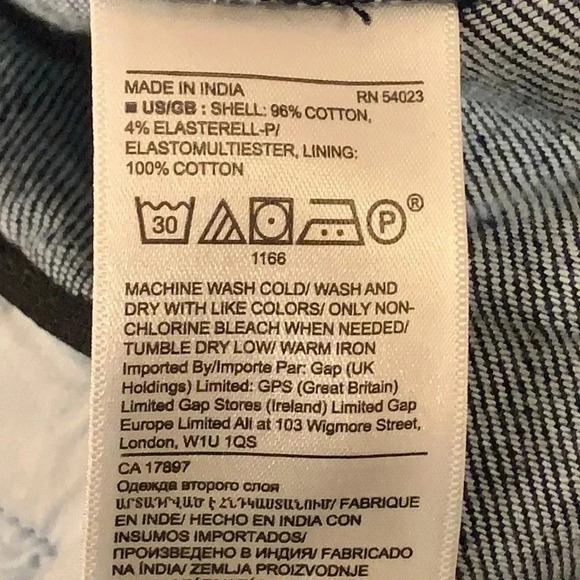 MADE IN INDIA RN 54023
US/GB : SHELL: 96% COTTON,
4% ELASTERELL-P/
ELASTOMULTIESTER, LINING:
100% COTTON
30 P ®
1166
MACHINE WASH COLD/ WASH AND
DRY WITH LIKE COLORS/ ONLY NON-
CHLORINE BLEACH WHEN NEEDED/
TUMBLE DRY LOW/ WARM IRON
Imported By/Importe Par: Gap (UK
Holdings) Limited: GPS (Great Britain)
Limited Gap Stores (Ireland) Limited Gap
Europe Limited All at 103 Wigmore Street,
London, W1U 1QS
CA 17897
Одежда второго слоя
ԱՐՏԱԴՐՎԱԾ Է ՀՆԴԿԱՍՏԱՆՈՒՄ/ FABRIQUE
EN INDE/ HECHO EN INDIA CON
INSUMOS IMPORTADOS/
ПРОИЗВЕДЕНО В ИНДИИ/ FABRICADO
NA ÍNDIA/ ZEMLJA PROIZVODNJE